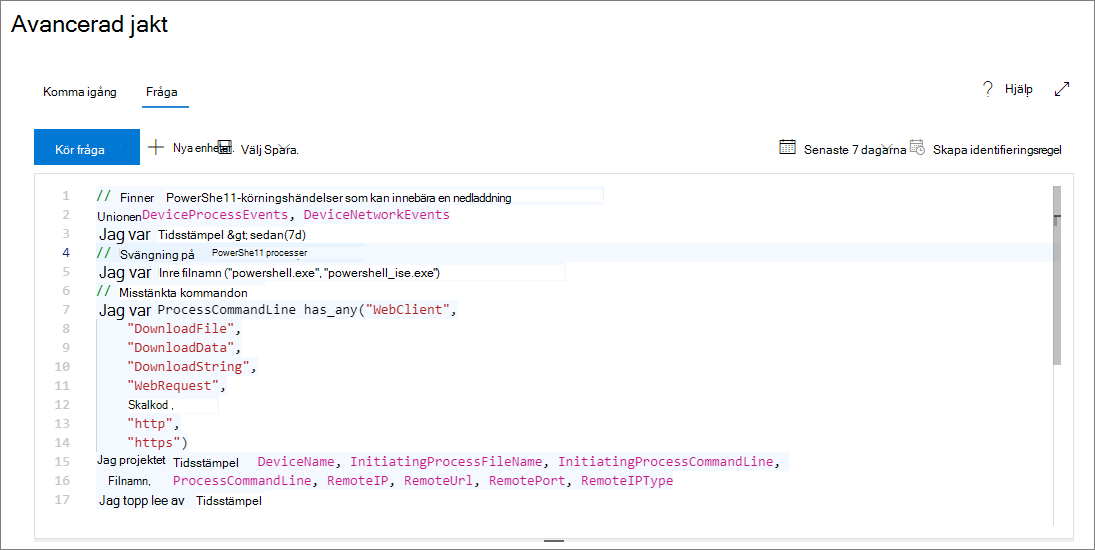 Avancerad jakt
Komma igång Fråga Hjälp
Kör fråga Nya enhet. Välj Spara. Senaste 7 dagarna Skapa identifieringsregel
1 // Finner PowerShe11-körningshändelser som kan innebära en nedladdning
2 UnionenDeviceProcessEvents, DeviceNetworkEvents
3 Jag var Tidsstämpel &gt; sedan(7d)
4 // Svängning på PowerShe11 processer
5 Jag var Inre filnamn ("powershell.exe", "powershell_ise.exe")
6 // Misstänkta kommandon
7 Jag var ProcessCommandLine has_any("WebClient",
8 "DownloadFile",
9 "DownloadData",
10 "DownloadString",
11 "WebRequest",
12 Skalkod ,
13 "http",
14 "https")
15 Jag projektet Tidsstämpel DeviceName, InitiatingProcessFileName, InitiatingProcessCommandLine,
16 Filnamn, ProcessCommandLine, RemoteIP, RemoteUrl, RemotePort, RemoteIPType
17 Jag topp lee av Tidsstämpel